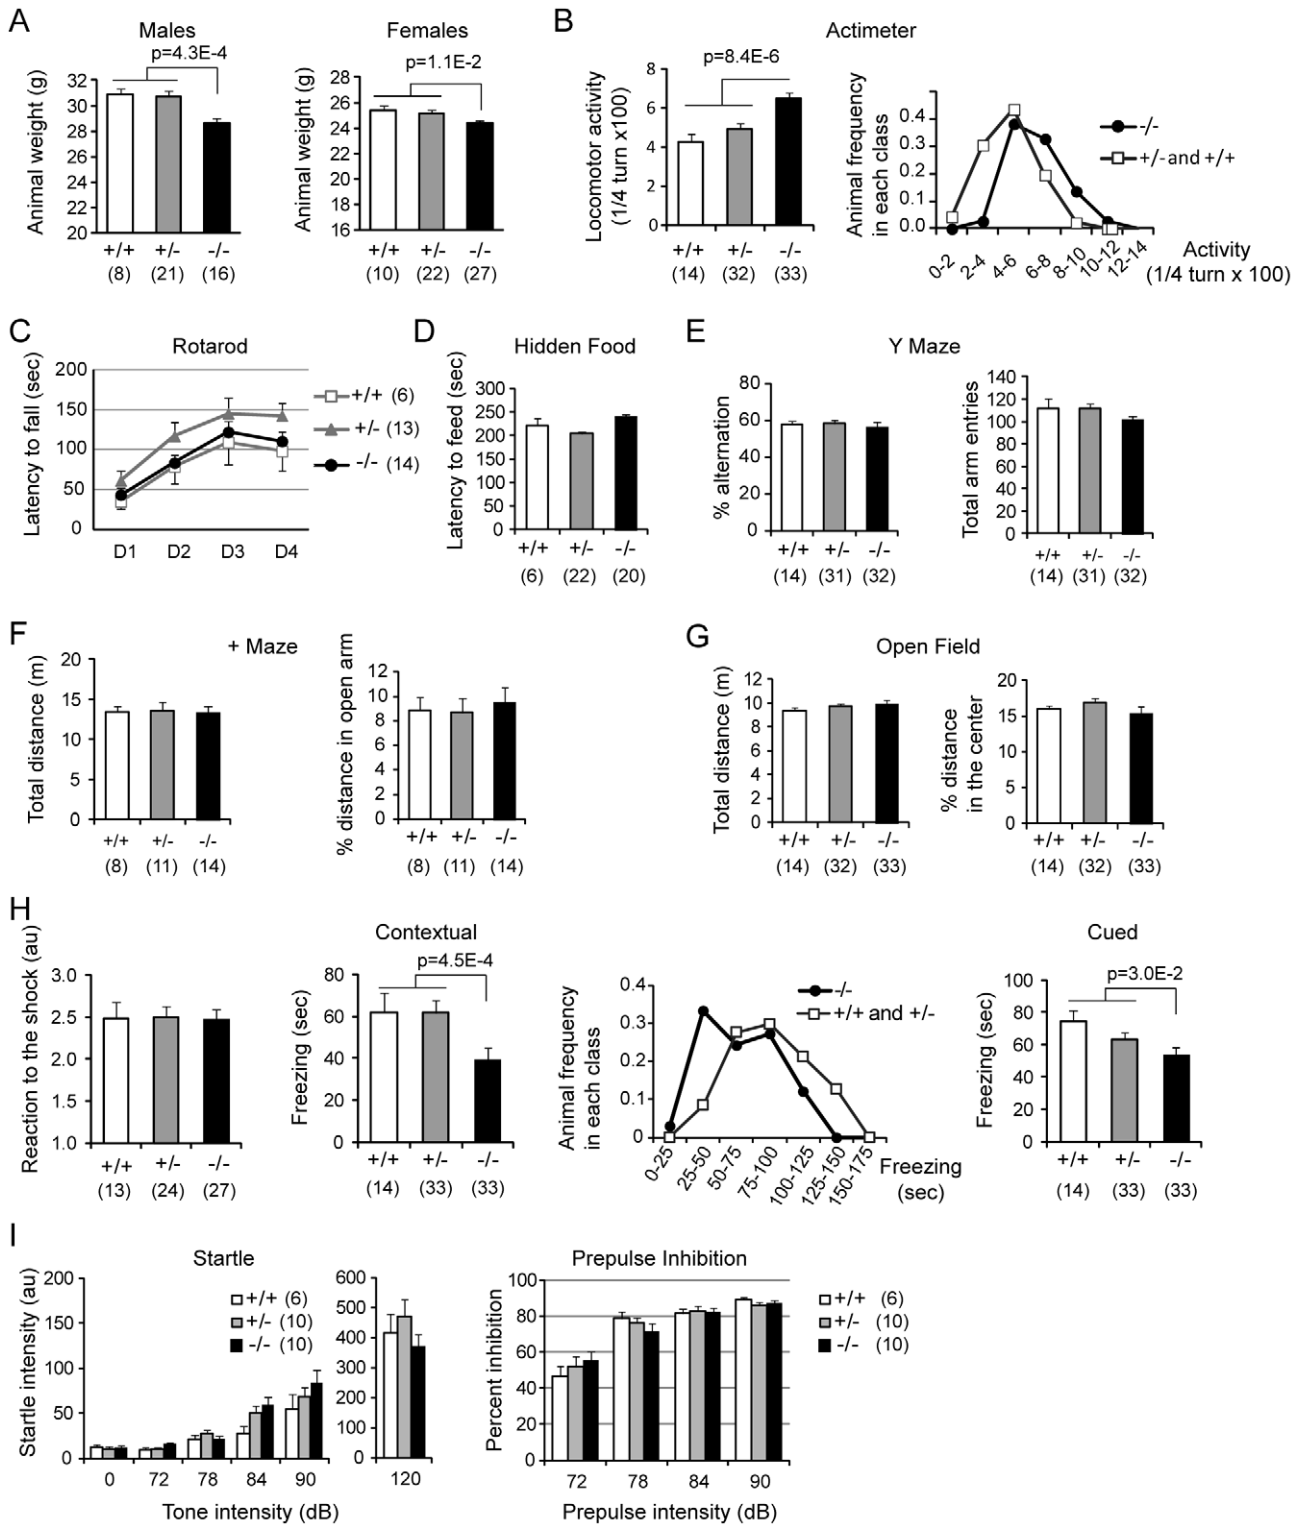 A
Males
p=4.3E-4
Animal weight (g)
32
30
28
26
24
22
20
+/+ +/- -/-
(8) (21) (16)
Females
p=1.1E-2
Animal weight (g)
28
26
24
22
20
18
16
+/+ +/- -/-
(10) (22) (27)
B
Actimeter
p=8.4E-6
Locomotor activity
(1/4 turn x100)
8
6
4
2
0
+/+ +/- -/-
(14) (32) (33)
Animal frequency
in each class
0.4
0.3
0.2
0.1
0.0
-/-
+/- and +/+
0-2 2-4 4-6 6-8 8-10 10-12 12-14
Activity
(1/4 turn x 100)
C
Rotarod
Latency to fall (sec)
200
150
100
50
0
D1 D2 D3 D4
+/+ (6)
+/- (13)
-/- (14)
D
Hidden Food
Latency to feed (sec)
300
250
200
150
100
50
0
+/+ +/- -/-
(6) (22) (20)
E
Y Maze
% alternation
80
60
40
20
0
+/+ +/- -/-
(14) (31) (32)
Total arm entries
140
120
100
80
60
40
20
0
+/+ +/- -/-
(14) (31) (32)
F
+ Maze
Total distance (m)
20
15
10
5
0
+/+ +/- -/-
(8) (11) (14)
% distance in open arm
12
10
8
6
4
2
0
+/+ +/- -/-
(8) (11) (14)
G
Open Field
Total distance (m)
12
10
8
6
4
2
0
+/+ +/- -/-
(14) (32) (33)
% distance
in the center
20
15
10
5
0
+/+ +/- -/-
(14) (32) (33)
H
Reaction to the shock (au)
3.0
2.5
2.0
1.5
1.0
+/+ +/- -/-
(13) (24) (27)
Contextual
p=4.5E-4
Freezing (sec)
80
60
40
20
0
+/+ +/- -/-
(14) (33) (33)
Animal frequency
in each class
0.4
0.3
0.2
0.1
0
-/-
+/+ and +/-
0-25 25-50 50-75 75-100 100-125 125-150 150-175
Freezing
(sec)
Cued
p=3.0E-2
Freezing (sec)
100
80
60
40
20
0
+/+ +/- -/-
(14) (33) (33)
I
Startle
Startle intensity (au)
200
150
100
50
0
+/+ (6)
+/- (10)
-/- (10)
0 72 78 84 90
600
500
400
300
200
100
0
120
Tone intensity (dB)
Prepulse Inhibition
Percent inhibition
100
80
60
40
20
0
72 78 84 90
Prepulse intensity (dB)
+/+ (6)
+/- (10)
-/- (10)